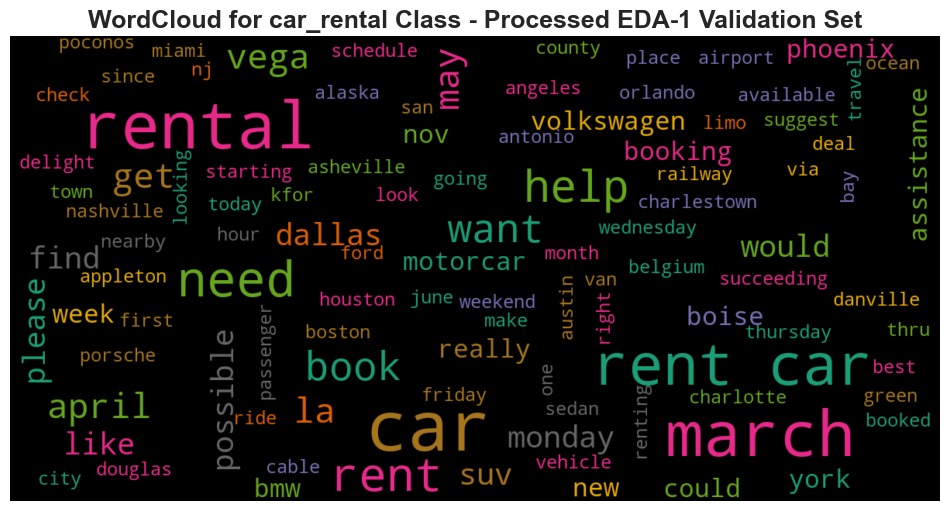 WordCloud for car_rental Class - Processed EDA-1 Validation Set
poconos
miami
vega
schedule
may
county
place
airport
phoenix
ocean
since
nj
check
alaska
san
angeles
orlando
available
travel
rental
nov
antonio
volkswagen
limo
suggest
deal
delight
looking
starting
asheville
booking
railway
via
assistance
town
get
kfor
look
going
help
charlestown
bay
nashville
today
want
wednesday
nearby
hour
dallas
would
find
ford
motorcar
month
belgium
appleton
need
van
succeeding
please
week
first
houston
june
weekend
make
austin
right
boise
danville
thursday
thru
passenger
boston
really
porsche
possible
book
rent car
best
friday
one
charlotte
green
april
ride
la
car
sedan
renting
booked
like
monday
march
city
douglas
cable
rent
suv
vehicle
bmw
new
could
york